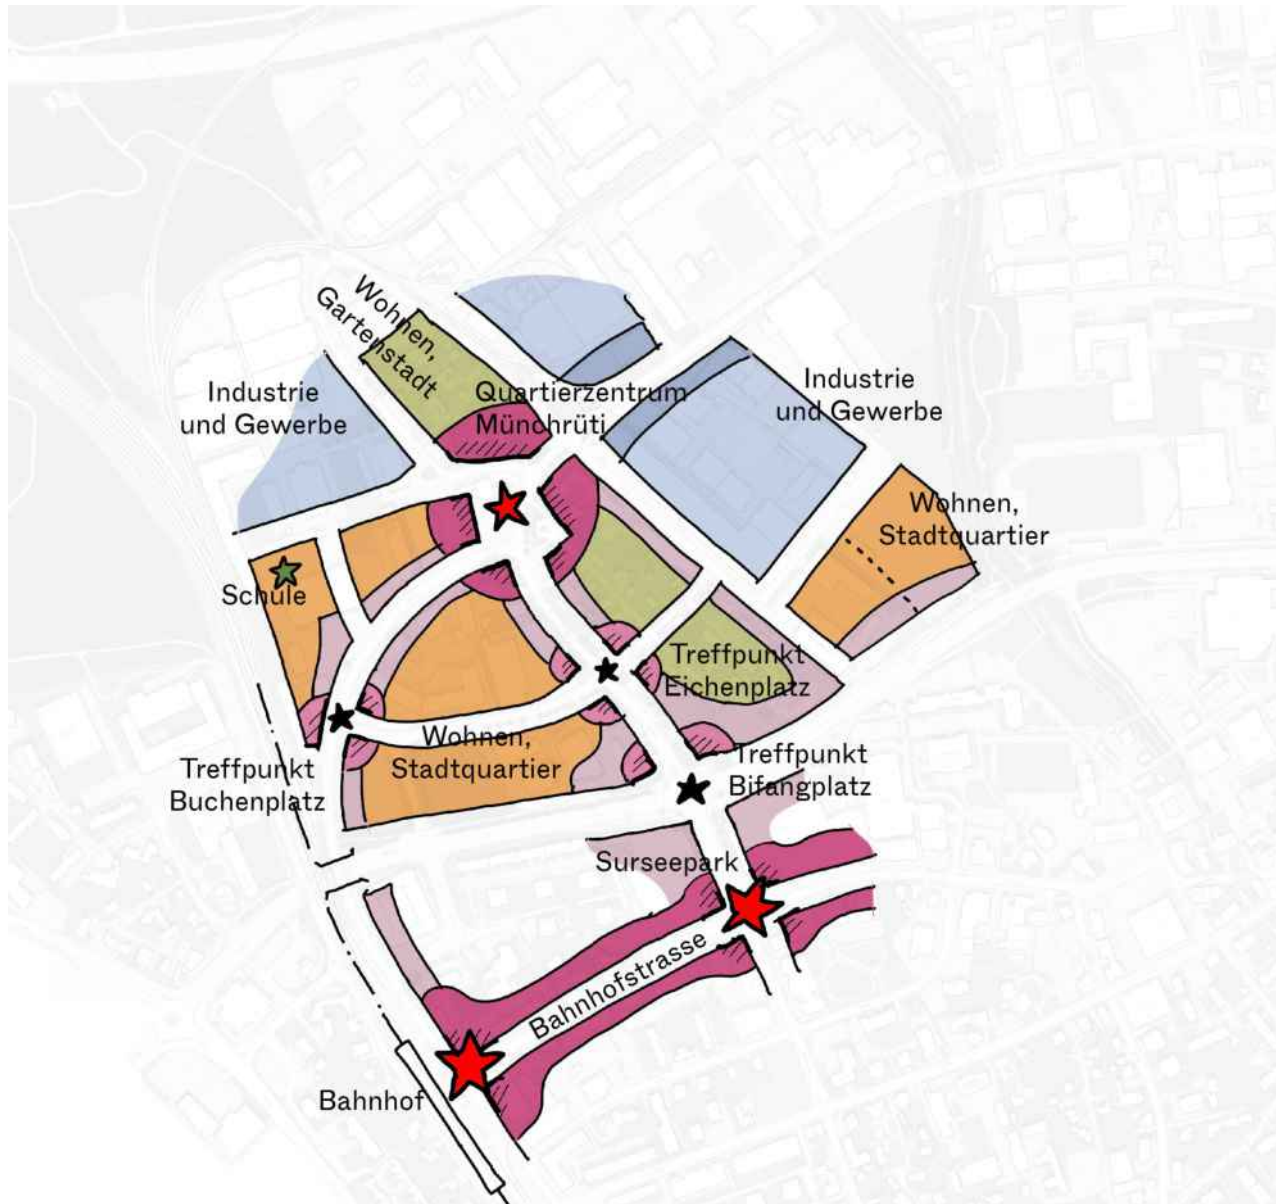 Wohnen,
Gartenstadt
Industrie
und Gewerbe
Quartierzentrum
Münchrüti
Industrie
und Gewerbe
Wohnen,
Stadtquartier
Schule
Treffpunkt
Eichenplatz
Wohnen,
Stadtquartier
Treffpunkt
Buchenplatz
Treffpunkt
Bifangplatz
Surseepark
Bahnhofstrasse
Bahnhof